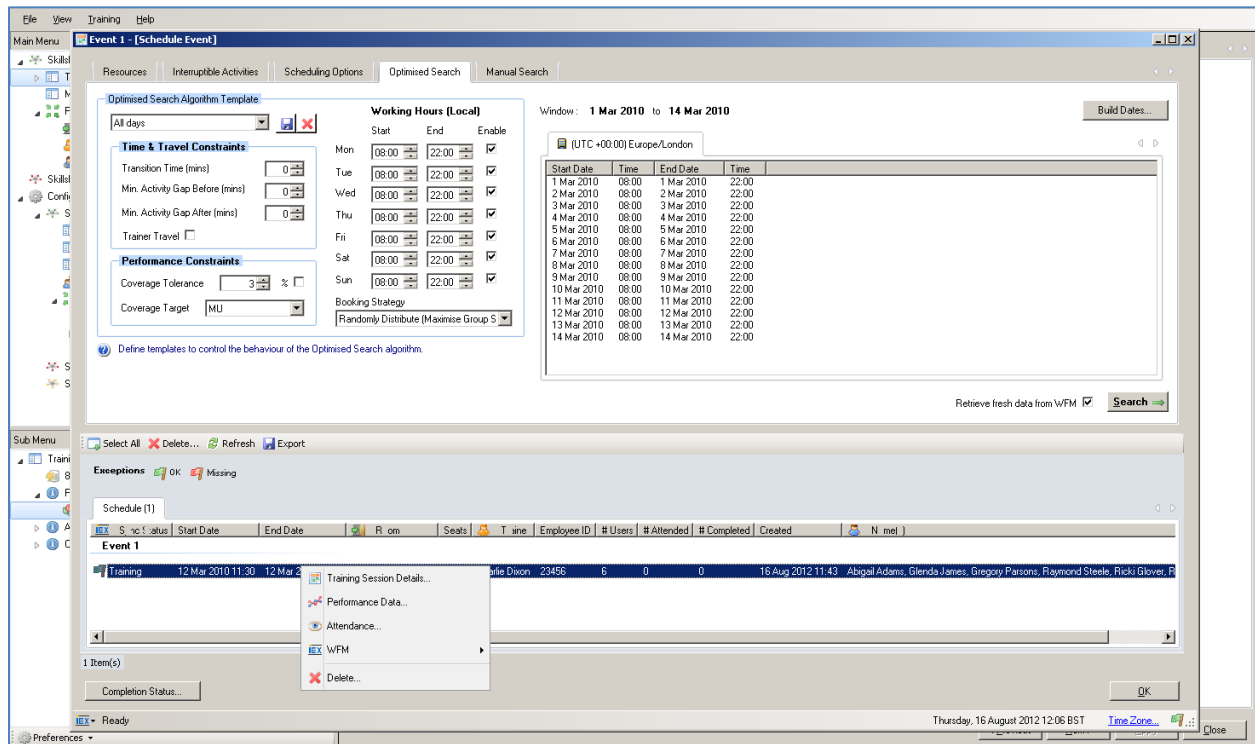 File View Training Help
Main Menu
Event 1 - [Schedule Event]
Skillsl
T
M
F
Skillsl
Confi
S
S
S
Resources Interruptible Activities Scheduling Options Optimised Search Manual Search
Optimised Search Algorithm Template
All days
Time & Travel Constraints
Transition Time (mins) 0
Min. Activity Gap Before (mins) 0
Min. Activity Gap After (mins) 0
Trainer Travel
Performance Constraints
Coverage Tolerance 3 %
Coverage Target MU
Working Hours (Local)
Start End Enable
Mon 08:00 22:00
Tue 08:00 22:00
Wed 08:00 22:00
Thu 08:00 22:00
Fri 08:00 22:00
Sat 08:00 22:00
Sun 08:00 22:00
Booking Strategy
Randomly Distribute (Maximise Group S
Define templates to control the behaviour of the Optimised Search algorithm.
Window: 1 Mar 2010 to 14 Mar 2010
Build Dates...
(UTC +00:00) Europe/London
Start Date Time End Date Time
1 Mar 2010 08:00 1 Mar 2010 22:00
2 Mar 2010 08:00 2 Mar 2010 22:00
3 Mar 2010 08:00 3 Mar 2010 22:00
4 Mar 2010 08:00 4 Mar 2010 22:00
5 Mar 2010 08:00 5 Mar 2010 22:00
6 Mar 2010 08:00 6 Mar 2010 22:00
7 Mar 2010 08:00 7 Mar 2010 22:00
8 Mar 2010 08:00 8 Mar 2010 22:00
9 Mar 2010 08:00 9 Mar 2010 22:00
10 Mar 2010 08:00 10 Mar 2010 22:00
11 Mar 2010 08:00 11 Mar 2010 22:00
12 Mar 2010 08:00 12 Mar 2010 22:00
13 Mar 2010 08:00 13 Mar 2010 22:00
14 Mar 2010 08:00 14 Mar 2010 22:00
Retrieve fresh data from WFM Search
Sub Menu
Traini
8
F
A
C
Select All Delete... Refresh Export
Exceptions OK Missing
Schedule (1)
IEX Status Start Date End Date Seats Employee ID # Users # Attended # Completed Created
Event 1
Training 12 Mar 2010 11:30 12 Mar 2 arlie Dixon 23456 6 0 0 16 Aug 2012 11:43 Abigail Adams, Glenda James, Gregory Parsons, Raymond Steele, Ricki Glover, R
Training Session Details...
Performance Data...
Attendance...
IEX WFM
Delete...
1 Item(s)
Completion Status... OK
IEX Ready Thursday, 16 August 2012 12:06 BST Time Zone...
Preferences Close